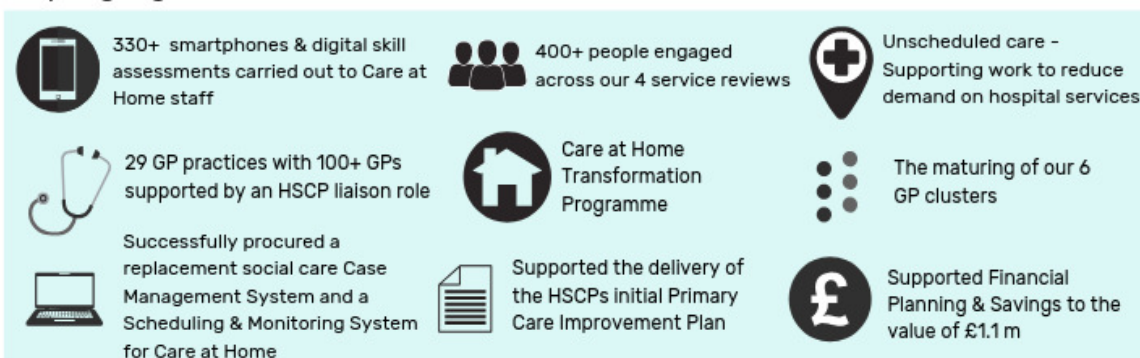 330+ smartphones & digital skill
assessments carried out to Care at
Home staff
400+ people engaged
across our 4 service reviews
Unscheduled care -
Supporting work to reduce
demand on hospital services
29 GP practices with 100+ GPs
supported by an HSCP liaison role
Care at Home
Transformation
Programme
The maturing of our 6
GP clusters
Successfully procured a
replacement social care Case
Management System and a
Scheduling & Monitoring System
for Care at Home
Supported the delivery of
the HSCPs initial Primary
Care Improvement Plan
£
Supported Financial
Planning & Savings to the
value of £1.1 m